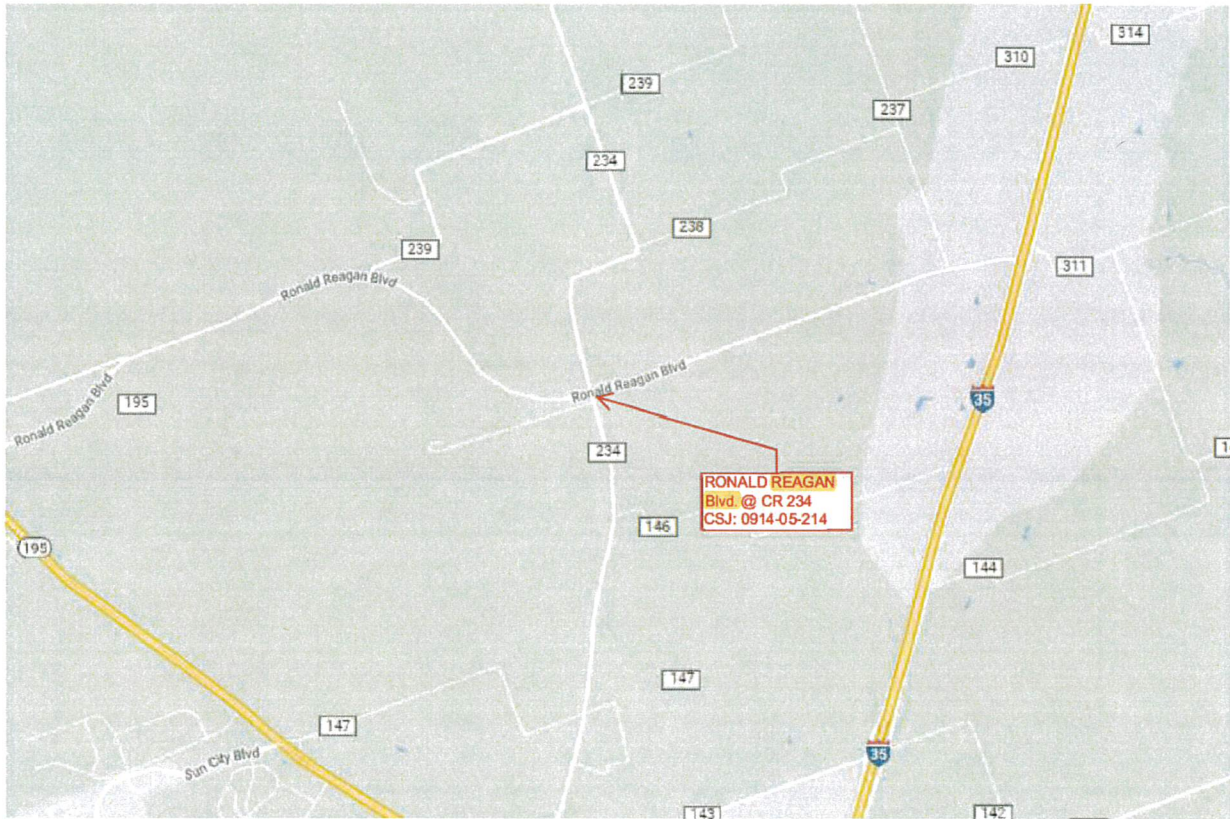 314
310
239
237
234
238
239
311
Ronald Reagan Blvd
Ronald Reagan Blvd
Ronald Reagan Blvd
195
35
234
RONALD REAGAN
Blvd. @ CR 234
CSJ: 0914-05-214
146
195
144
147
147
Sun City Blvd
35
143
142